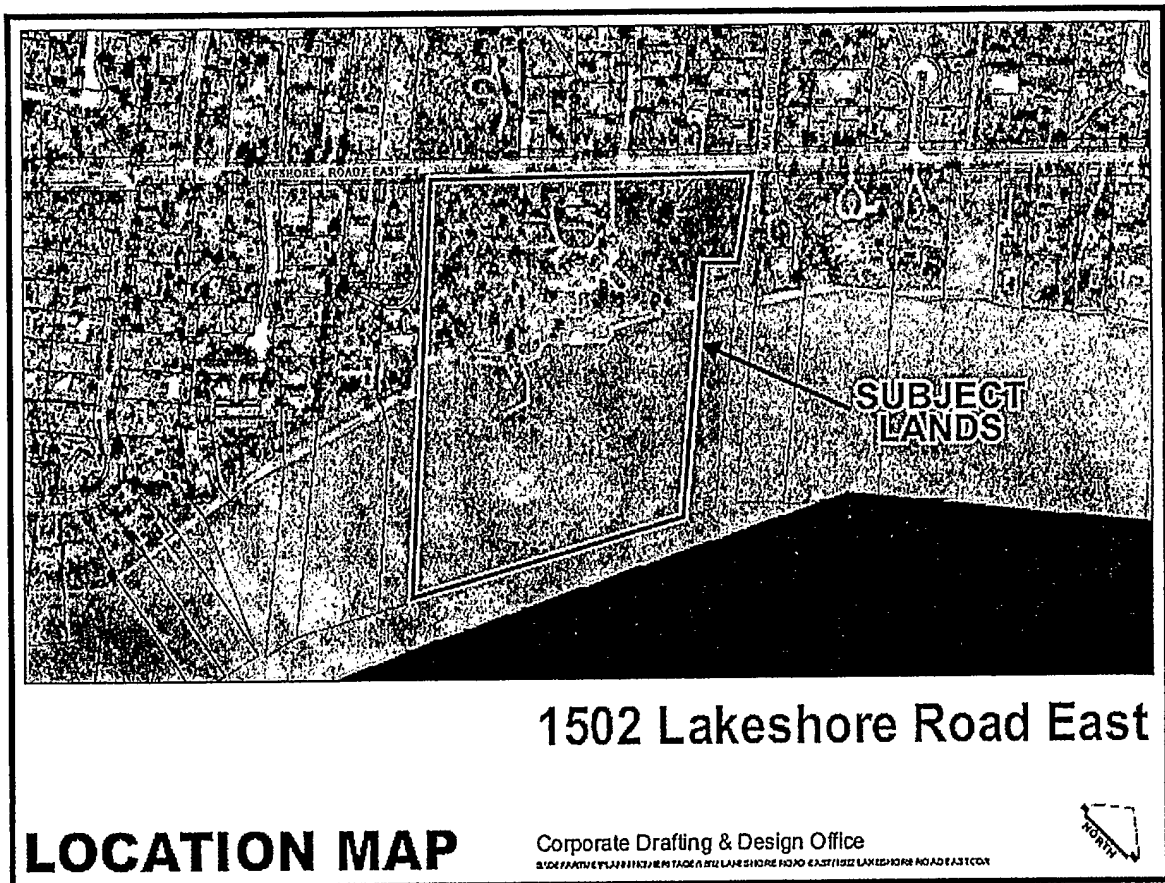 LAKESHORE ROAD EAST
SUBJECT
LANDS
1502 Lakeshore Road East
LOCATION MAP
Corporate Drafting & Design Office
NORTH